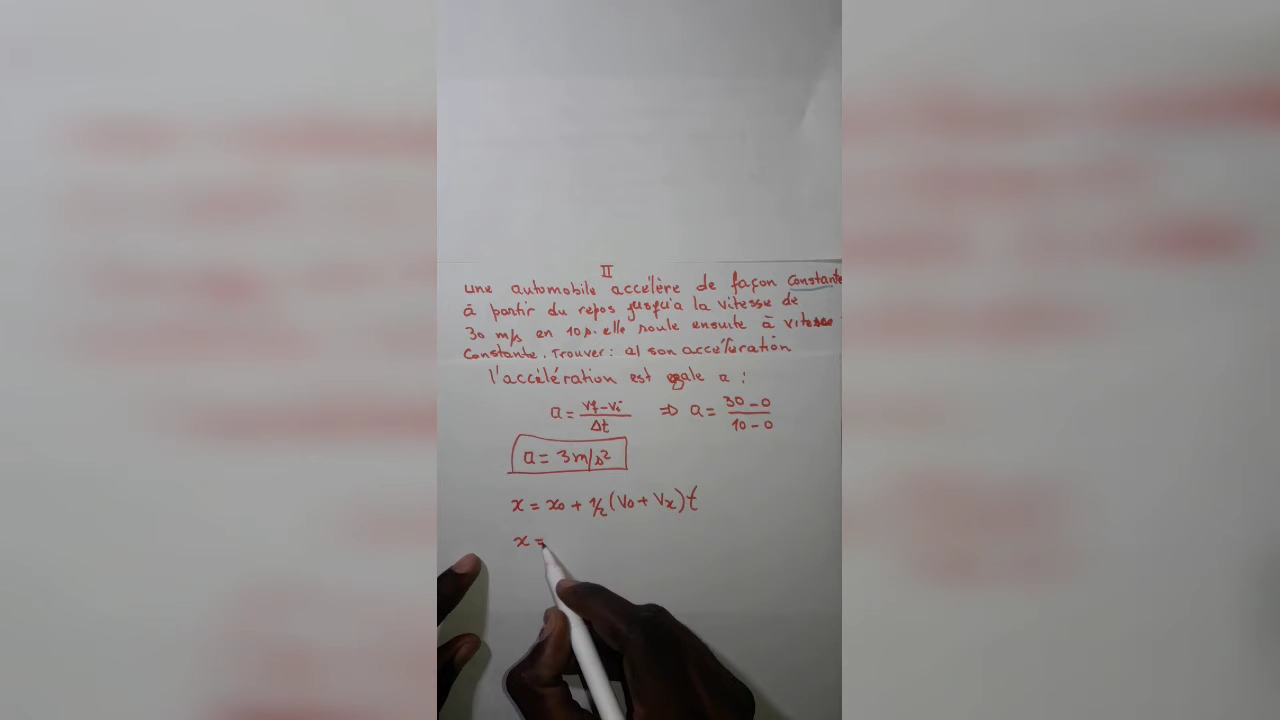 II
une automobile accélère de façon constante
à partir du repos jusqu'a la vitesse de
30 m/s en 10s. elle roule ensuite à vitesse
constante. Trouver: a) son accélération
l'accélération est egale a :
a = Vf-Vi / Δt ⇒ a = 30-0 / 10-0
a = 3m/s²
x = x₀ + 1/2 (V₀ + Vₓ) t
x =